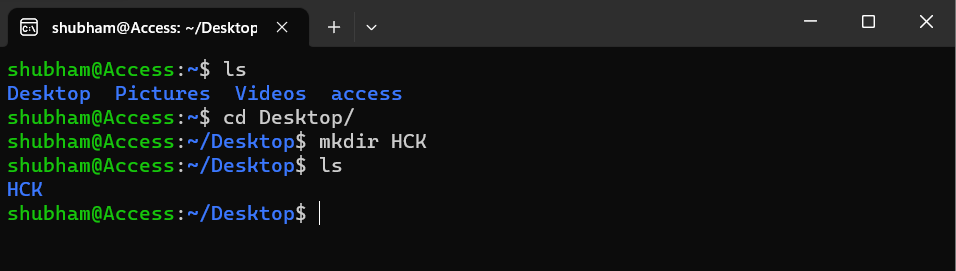 shubham@Access: ~/Desktop
shubham@Access:~$ ls
Desktop  Pictures  Videos  access
shubham@Access:~$ cd Desktop/
shubham@Access:~/Desktop$ mkdir HCK
shubham@Access:~/Desktop$ ls
HCK
shubham@Access:~/Desktop$